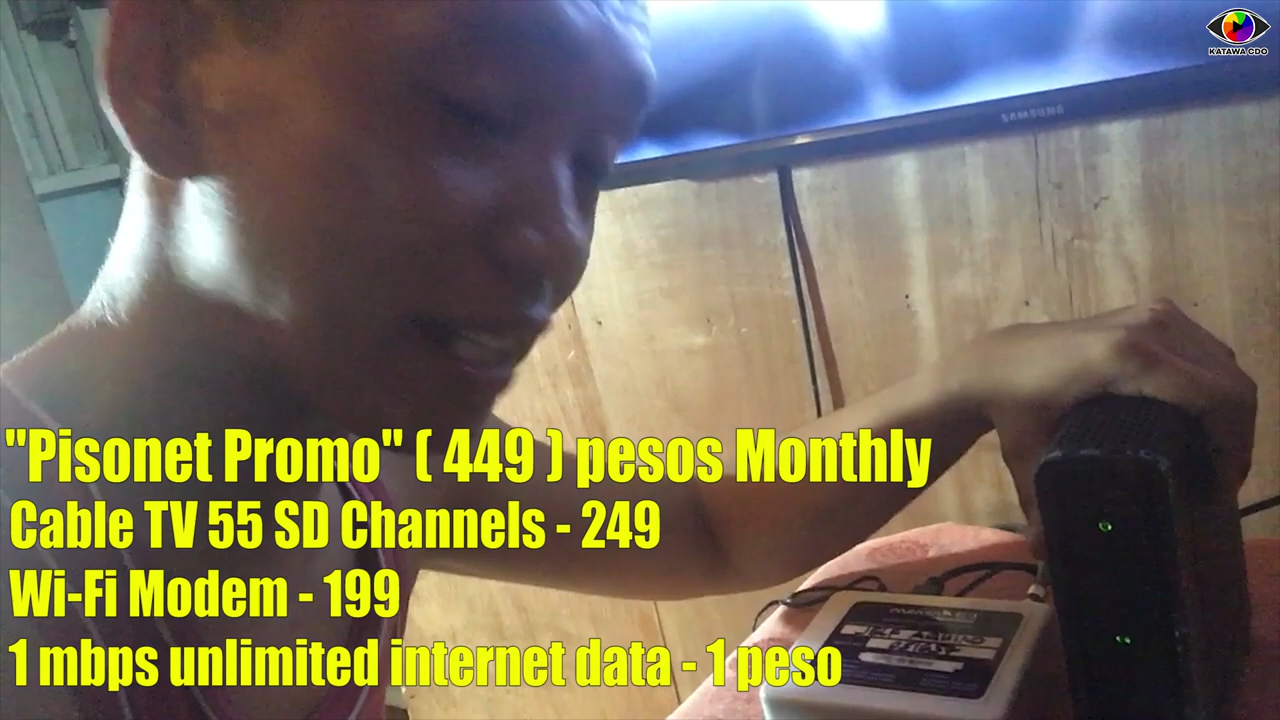 KATAWA CDO
SAMSUNG
"Pisonet Promo" ( 449 ) pesos Monthly
Cable TV 55 SD Channels - 249
Wi-Fi Modem - 199
1 mbps unlimited internet data - 1 peso